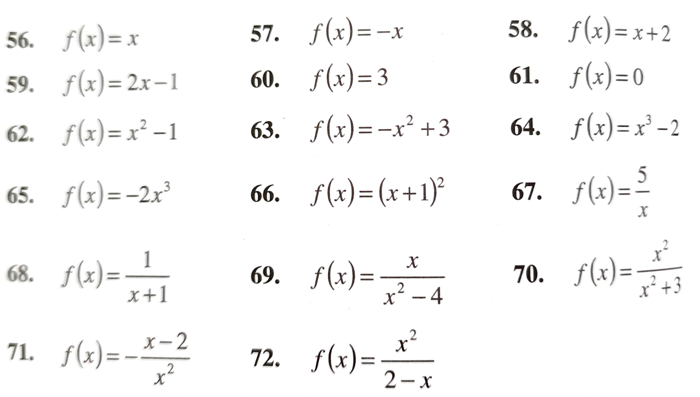 56. f(x)=x 57. f(x)=−x 58. f(x)=x+2
59. f(x)=2x−1 60. f(x)=3 61. f(x)=0
62. f(x)=x²−1 63. f(x)=−x²+3 64. f(x)=x³−2
65. f(x)=−2x³ 66. f(x)=(x+1)² 67. f(x)=5/x
68. f(x)=1/(x+1) 69. f(x)=x/(x²−4) 70. f(x)=x²/(x²+3)
71. f(x)=−(x−2)/x² 72. f(x)=x²/(2−x)